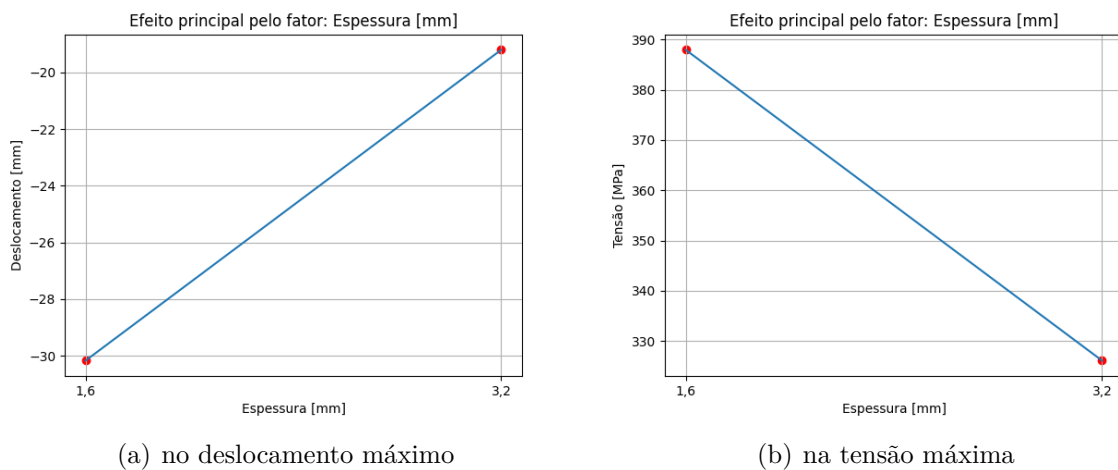 Efeito principal pelo fator: Espessura [mm]
Deslocamento [mm]
−20
−22
−24
−26
−28
−30
1,6
3,2
Espessura [mm]
(a) no deslocamento máximo
Efeito principal pelo fator: Espessura [mm]
Tensão [MPa]
390
380
370
360
350
340
330
1,6
3,2
Espessura [mm]
(b) na tensão máxima